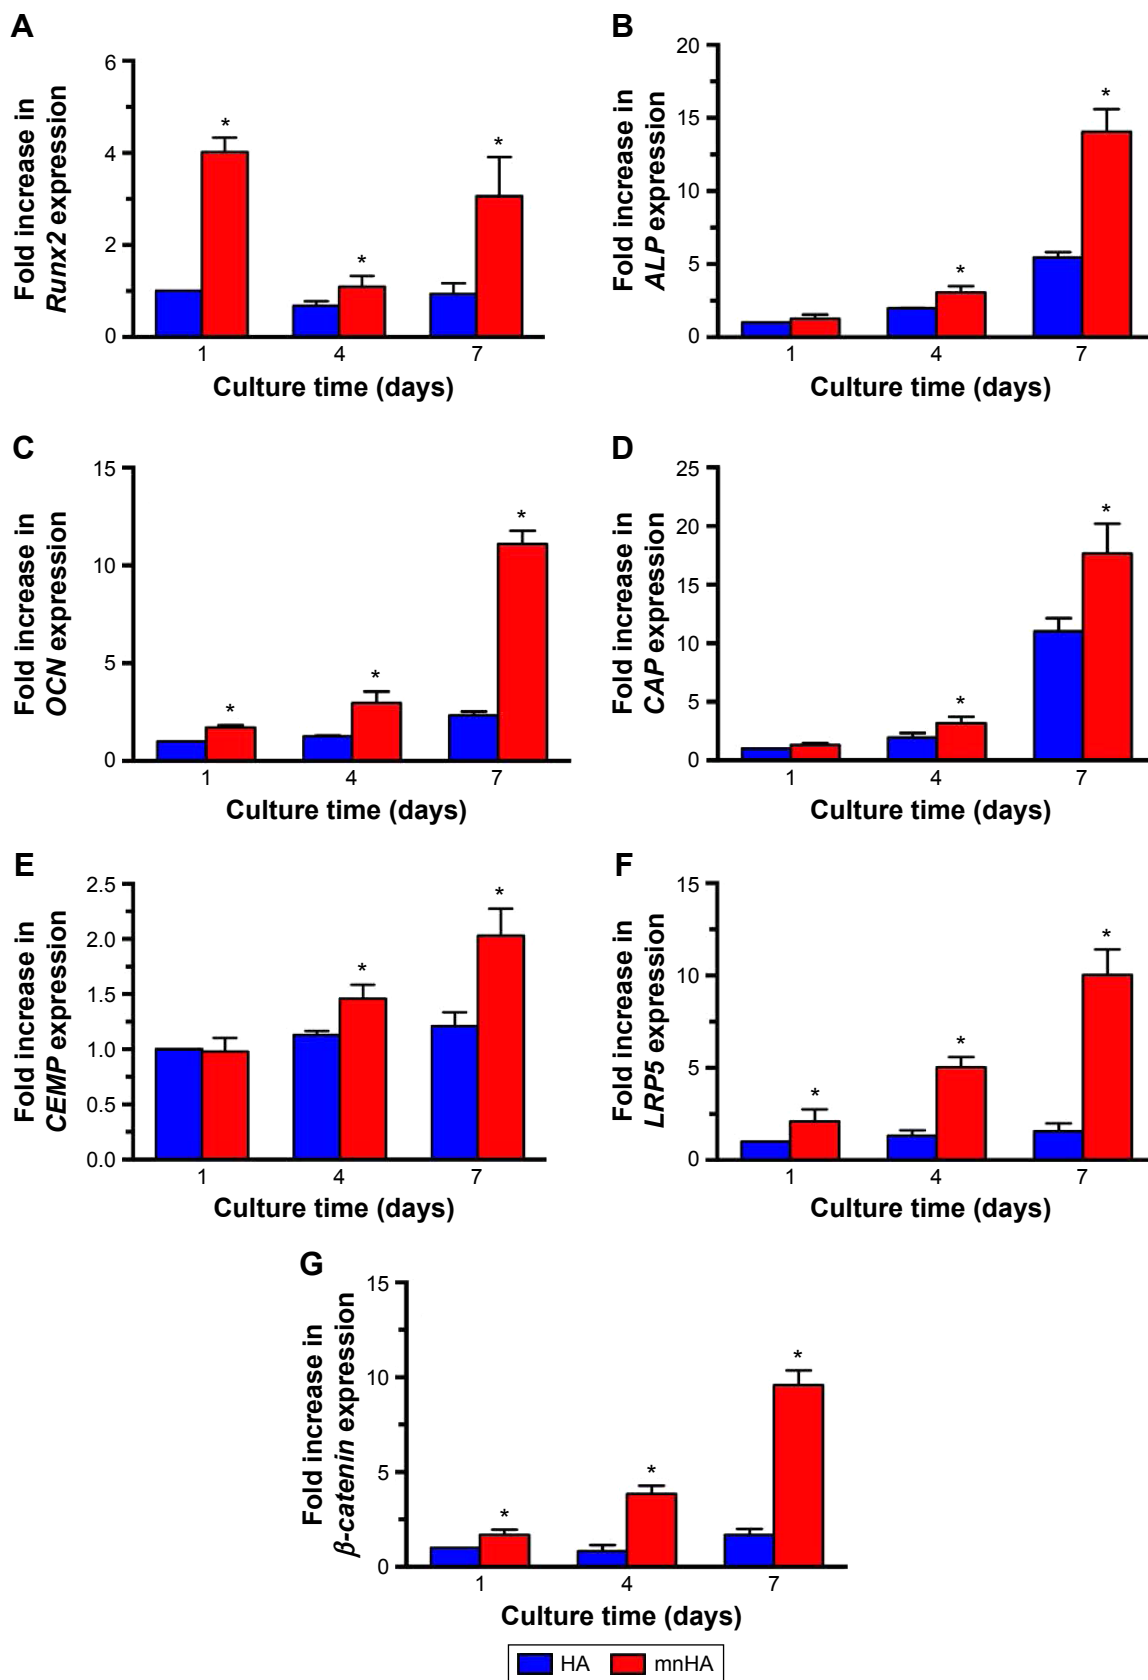 A
Fold increase in
Runx2 expression
6
4
2
0
*
*
*
1 4 7
Culture time (days)
B
Fold increase in
ALP expression
20
15
10
5
0
*
*
1 4 7
Culture time (days)
C
Fold increase in
OCN expression
15
10
5
0
*
*
*
1 4 7
Culture time (days)
D
Fold increase in
CAP expression
25
20
15
10
5
0
*
*
1 4 7
Culture time (days)
E
Fold increase in
CEMP expression
2.5
2.0
1.5
1.0
0.5
0.0
*
*
1 4 7
Culture time (days)
F
Fold increase in
LRP5 expression
15
10
5
0
*
*
*
1 4 7
Culture time (days)
G
Fold increase in
β-catenin expression
15
10
5
0
*
*
*
1 4 7
Culture time (days)
HA mnHA